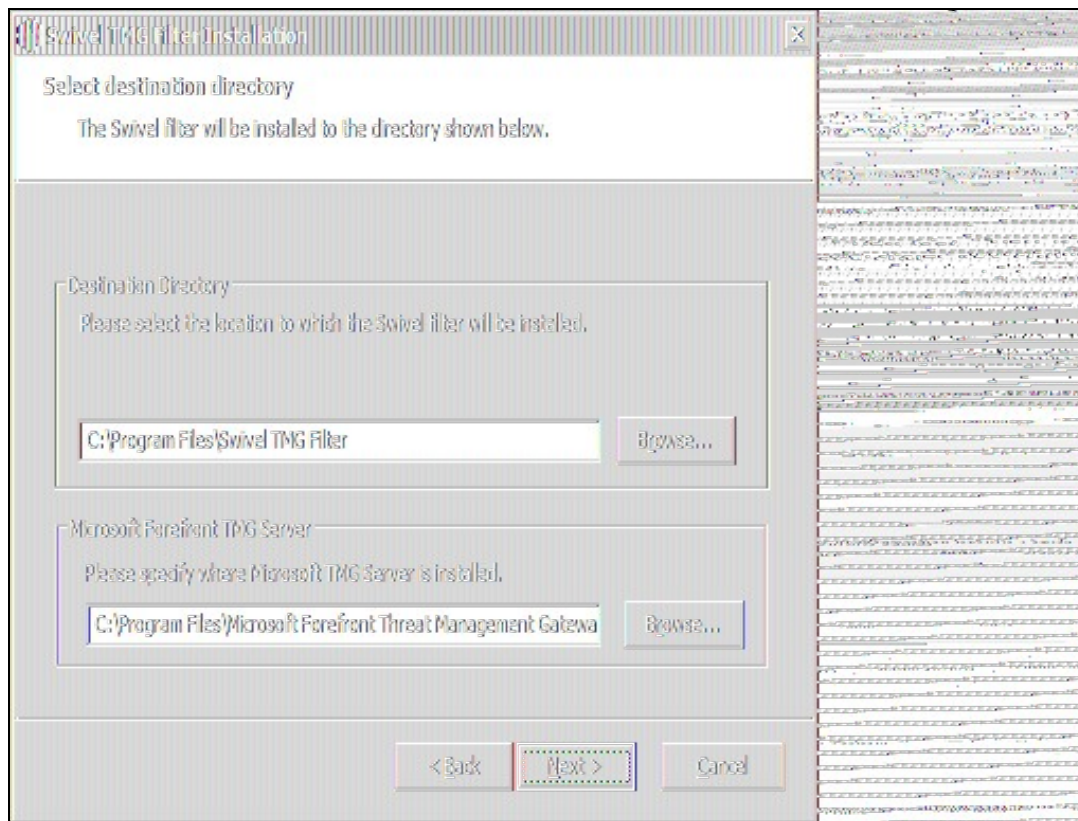 Swivel TMG Filter Installation
Select destination directory
The Swivel filter will be installed to the directory shown below.
Destination Directory
Please select the location to which the Swivel filter will be installed.
C:\Program Files\Swivel TMG Filter
Browse...
Microsoft Forefront TMG Server
Please specify where Microsoft TMG Server is installed.
C:\Program Files\Microsoft Forefront Threat Management Gatewa
Browse...
< Back
Next >
Cancel